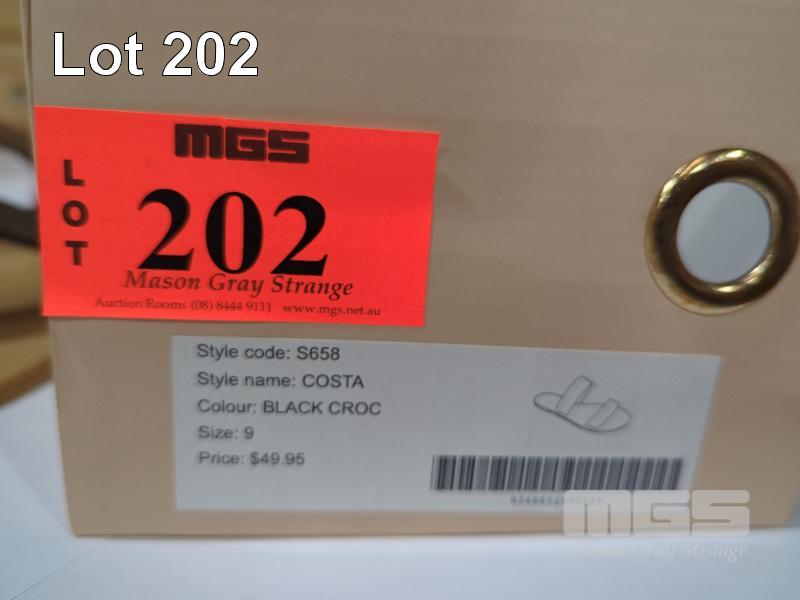 Lot 202
MGS
LOT
202
Mason Gray Strange
Auction Rooms (08) 8444 9111 www.mgs.net.au
Style code: S658
Style name: COSTA
Colour: BLACK CROC
Size: 9
Price: $49.95
MGS
Mason Gray Strange